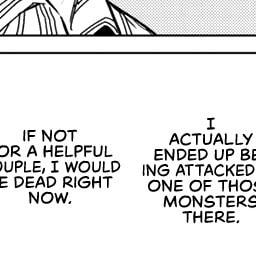 I
ACTUALLY
ENDED UP BE
ING ATTACKED
ONE OF THOS
MONSTERS
THERE.
IF NOT
OR A HELPFUL
OUPLE, I WOULD
E DEAD RIGHT
NOW.